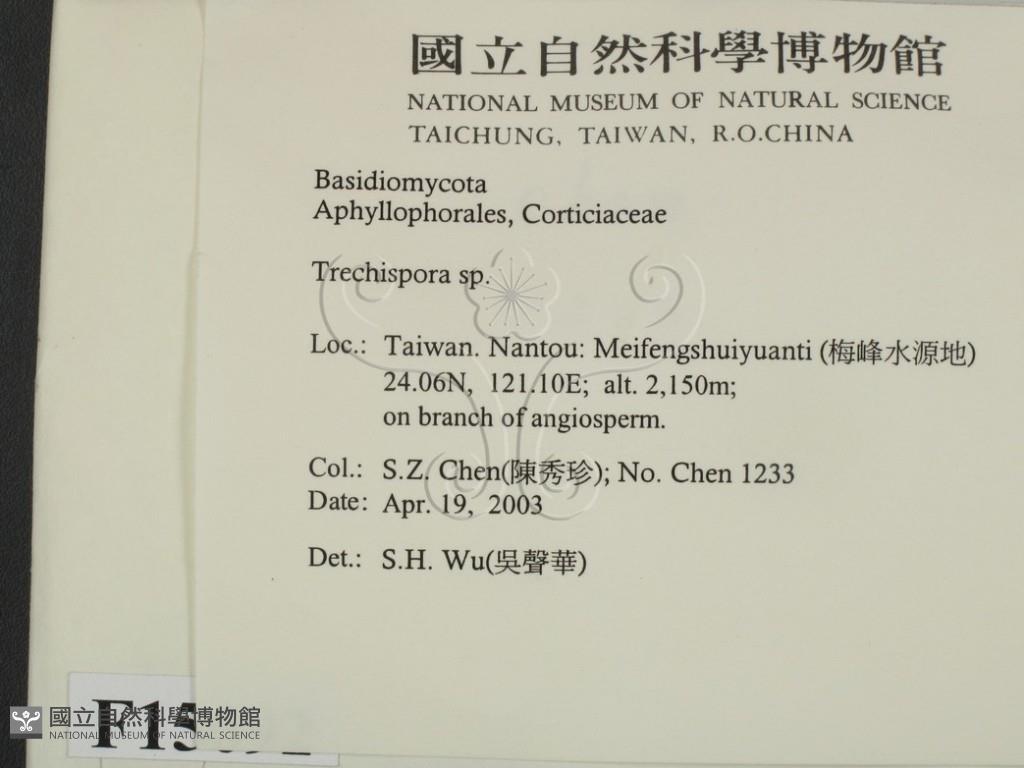 國立自然科學博物館
NATIONAL MUSEUM OF NATURAL SCIENCE
TAICHUNG, TAIWAN, R.O.CHINA
Basidiomycota
Aphyllophorales, Corticiaceae
Trechispora sp.
Loc.: Taiwan. Nantou: Meifengshuiyuanti (梅峰水源地)
24.06N, 121.10E; alt. 2,150m;
on branch of angiosperm.
Col.: S.Z. Chen(陳秀珍); No. Chen 1233
Date: Apr. 19, 2003
Det.: S.H. Wu(吳聲華)
國立自然科學博物館
NATIONAL MUSEUM OF NATURAL SCIENCE